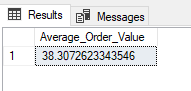 Results Messages
Average_Order_Value
1 38.3072623343546